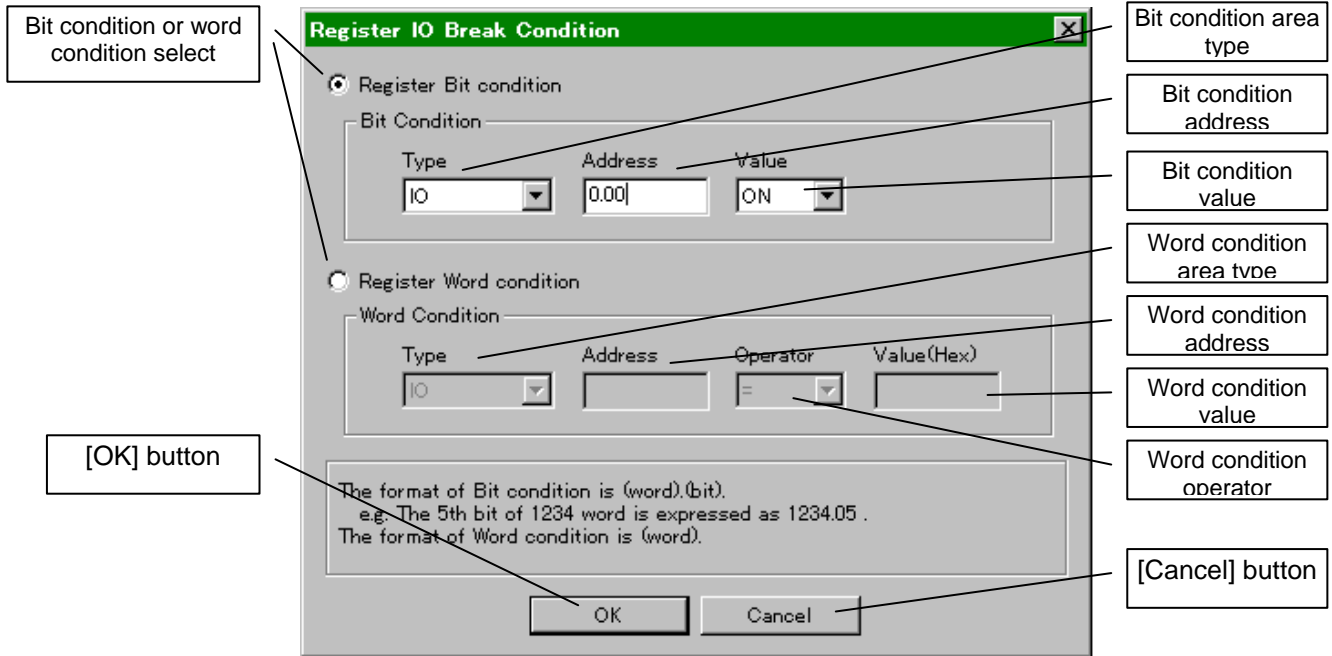 Bit condition or word
condition select
Register IO Break Condition
Bit condition area
type
Register Bit condition
Bit condition
address
Bit Condition
Type Address Value
IO 0.00 ON
Bit condition
value
Word condition
area type
Register Word condition
Word Condition
Word condition
address
Type Address Operator Value(Hex)
IO =
Word condition
value
[OK] button
Word condition
operator
The format of Bit condition is (word).(bit).
e.g. The 5th bit of 1234 word is expressed as 1234.05 .
The format of Word condition is (word).
[Cancel] button
OK Cancel